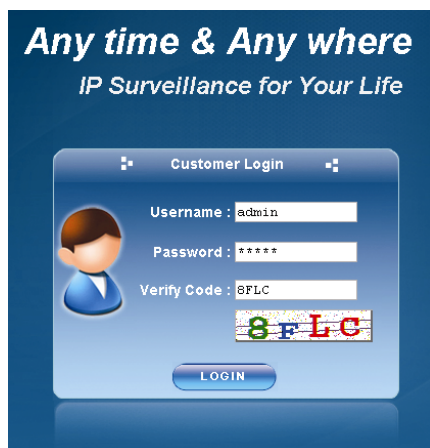 Any time & Any where
IP Surveillance for Your Life
Customer Login
Username : admin
Password : *****
Verify Code : 8FLC
8FLC
LOGIN